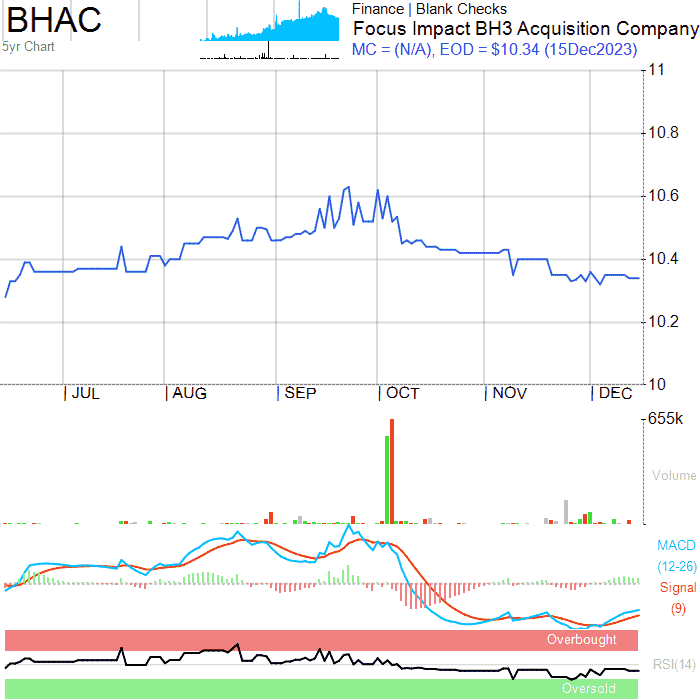 BHAC
5yr Chart
Finance | Blank Checks
Focus Impact BH3 Acquisition Company
MC = (N/A), EOD = $10.34 (15Dec2023)
11
10.8
10.6
10.4
10.2
10
JUL
AUG
SEP
OCT
NOV
DEC
655k
Volume
MACD
(12-26)
Signal
(9)
Overbought
RSI(14)
Oversold